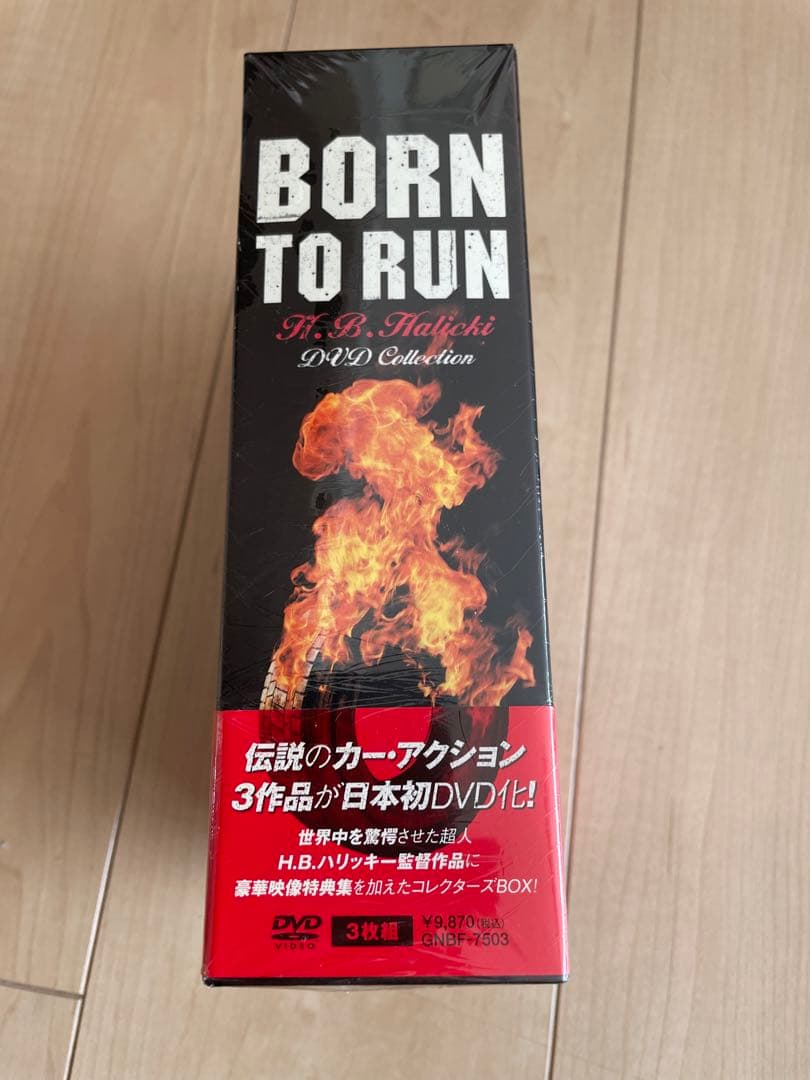 BORN
TO RUN
H.B.Halicki
DVD Collection
伝説のカー・アクション
3作品が日本初DVD化!
世界中を驚愕させた超人
H.B.ハリッキー監督作品に
豪華映像特典集を加えたコレクターズBOX!
DVD
VIDEO
3枚組
¥9,870(税込)
GNBF-7503